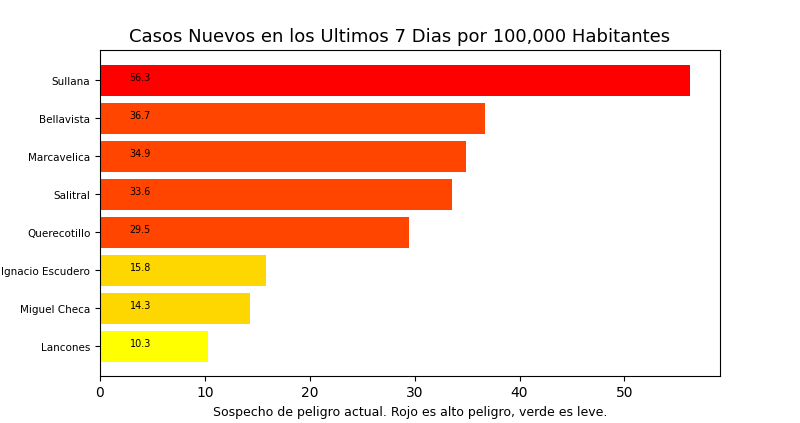 Casos Nuevos en los Ultimos 7 Dias por 100,000 Habitantes
Sullana 56.3
Bellavista 36.7
Marcavelica 34.9
Salitral 33.6
Querecotillo 29.5
Ignacio Escudero 15.8
Miguel Checa 14.3
Lancones 10.3
0 10 20 30 40 50
Sospecho de peligro actual. Rojo es alto peligro, verde es leve.